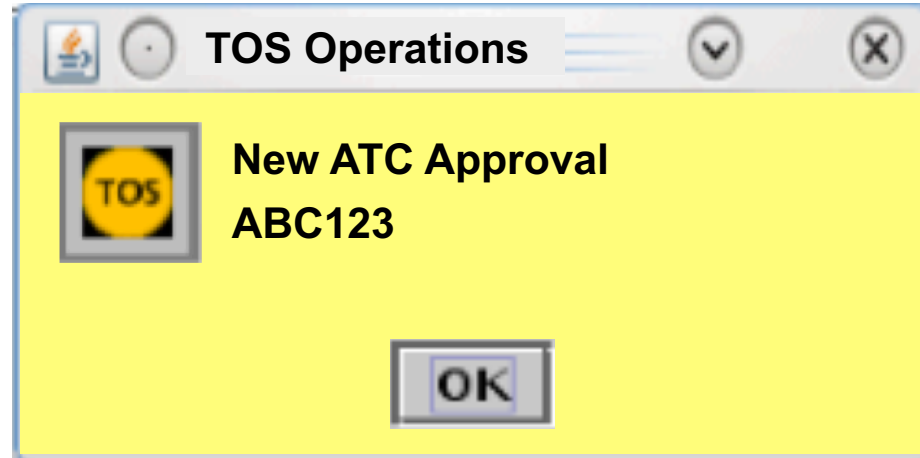 TOS Operations
TOS
New ATC Approval
ABC123
OK